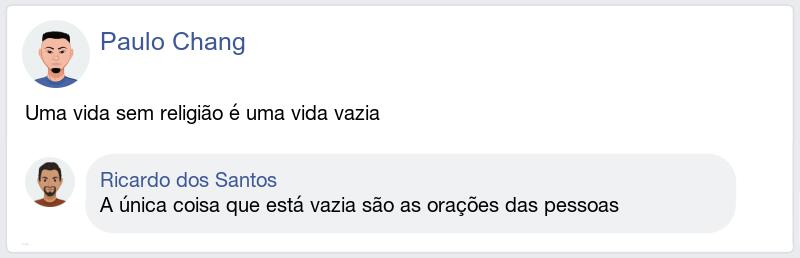 Paulo Chang
Uma vida sem religião é uma vida vazia
Ricardo dos Santos
A única coisa que está vazia são as orações das pessoas